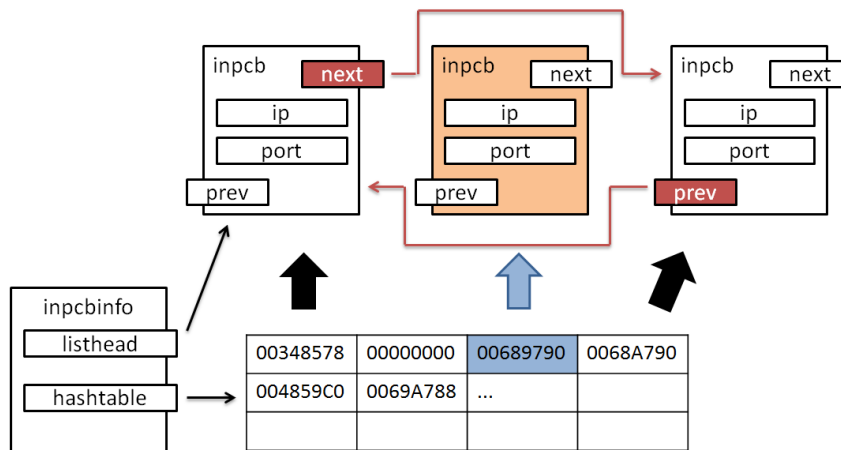 inpcb
next
ip
port
prev
inpcb
next
ip
port
prev
inpcb
next
ip
port
prev
inpcbinfo
listhead
hashtable
00348578 00000000 00689790 0068A790
004859C0 0069A788 ...